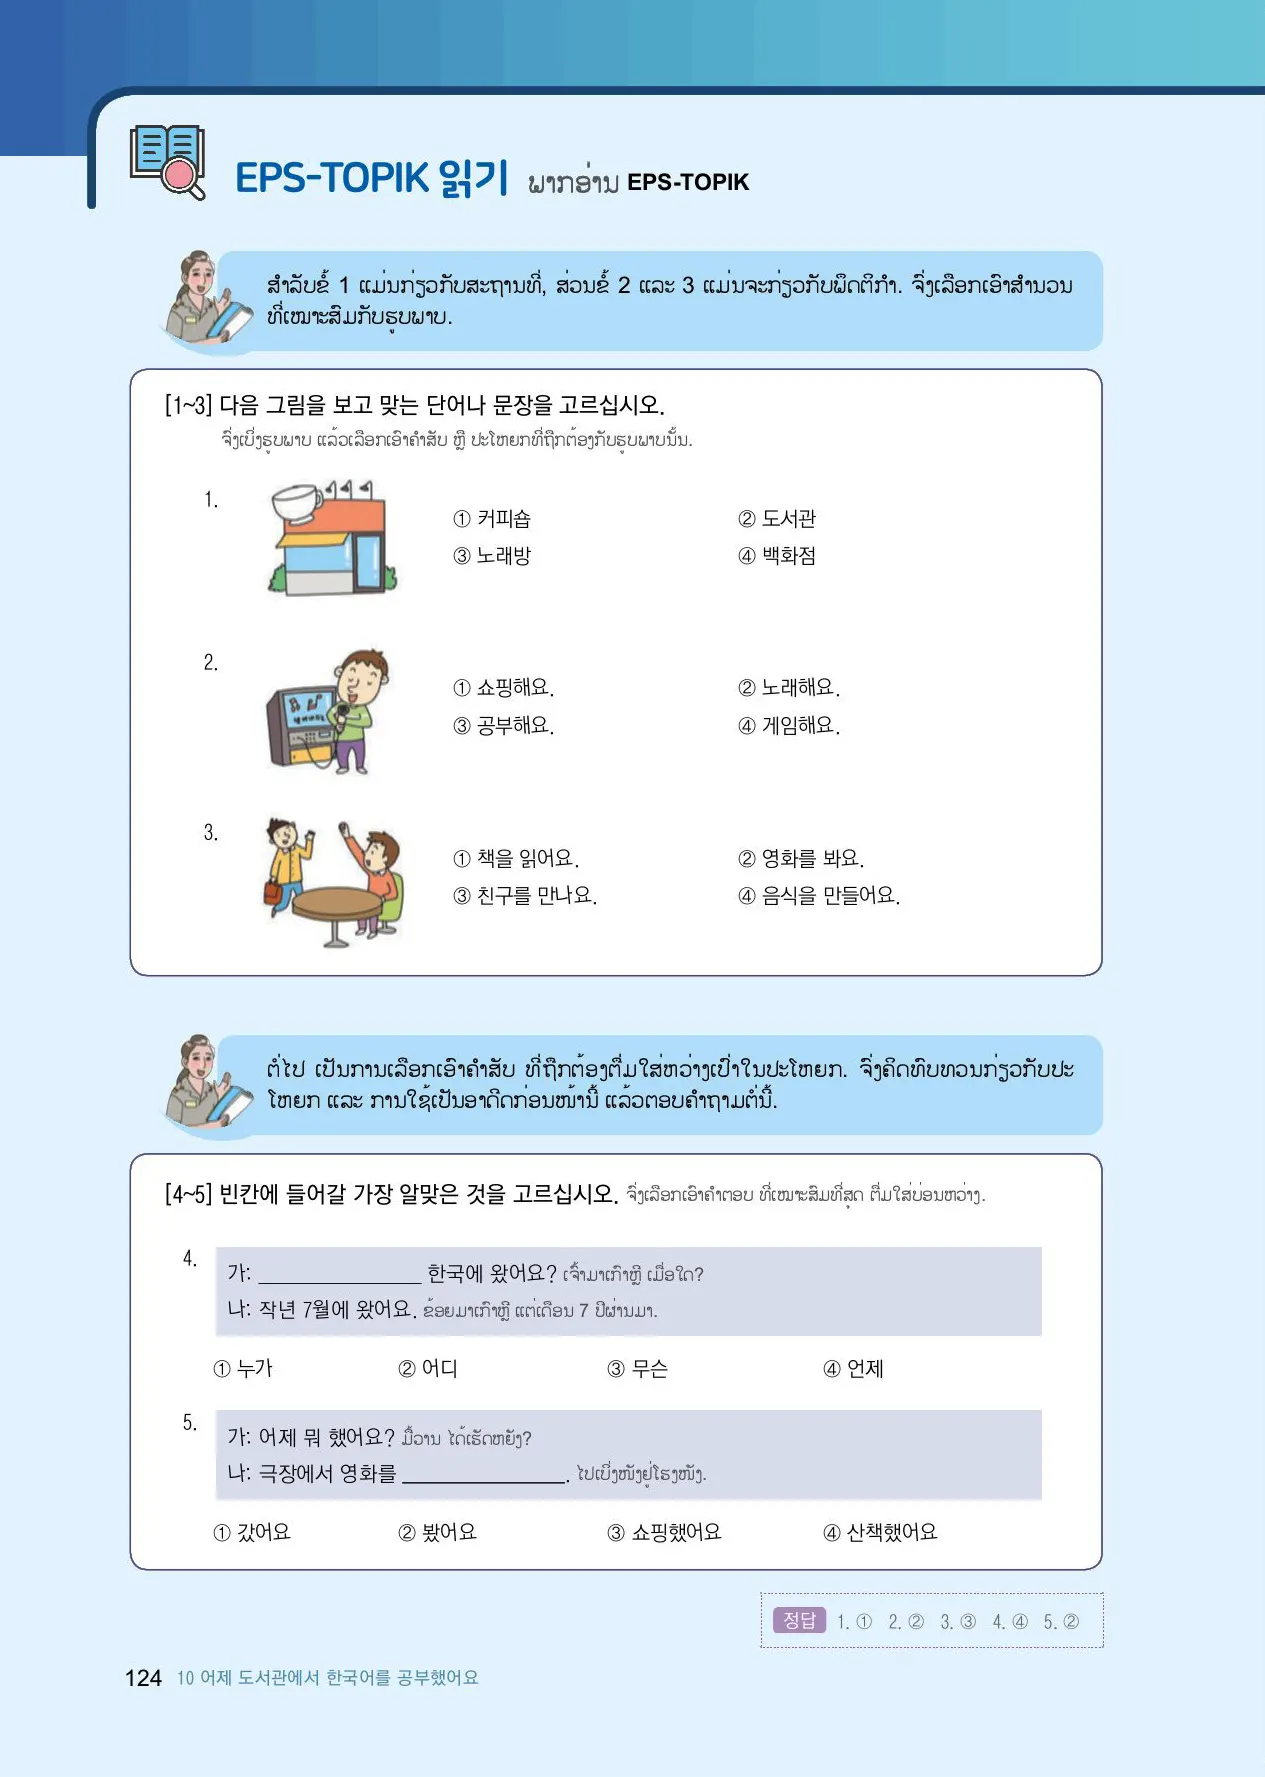 EPS-TOPIK 읽기 ພາກອ່ານ EPS-TOPIK
ສຳລັບຂໍ້ 1 ແມ່ນກ່ຽວກັບສະຖານທີ່, ສ່ວນຂໍ້ 2 ແລະ 3 ແມ່ນຈະກ່ຽວກັບພຶດຕິກຳ. ຈົ່ງເລືອກເອົາສຳນວນ
ທີ່ເໝາະສົມກັບຮູບພາບ.
[1~3] 다음 그림을 보고 맞는 단어나 문장을 고르십시오.
ຈົ່ງເບິ່ງຮູບພາບ ແລ້ວເລືອກເອົາຄຳສັບ ຫຼື ປະໂຫຍກທີ່ຖືກຕ້ອງກັບຮູບພາບນັ້ນ.
1.
① 커피숍 ② 도서관
③ 노래방 ④ 백화점
2.
① 쇼핑해요. ② 노래해요.
③ 공부해요. ④ 게임해요.
3.
① 책을 읽어요. ② 영화를 봐요.
③ 친구를 만나요. ④ 음식을 만들어요.
ຕໍ່ໄປ ເປັນການເລືອກເອົາຄຳສັບ ທີ່ຖືກຕ້ອງຕື່ມໃສ່ຫວ່າງເປົ່າໃນປະໂຫຍກ. ຈົ່ງຄິດທົບທວນກ່ຽວກັບປະ
ໂຫຍກ ແລະ ການໃຊ້ເປັນອາດີດກ່ອນໜ້ານີ້ ແລ້ວຕອບຄຳຖາມຕໍ່ນີ້.
[4~5] 빈칸에 들어갈 가장 알맞은 것을 고르십시오. ຈົ່ງເລືອກເອົາຄຳຕອບ ທີ່ເໝາະສົມທີ່ສຸດ ຕື່ມໃສ່ບ່ອນຫວ່າງ.
4.
가: ________________ 한국에 왔어요? ເຈົ້າມາເກົາຫຼີ ເມື່ອໃດ?
나: 작년 7월에 왔어요. ຂ້ອຍມາເກົາຫຼີ ແຕ່ເດືອນ 7 ປີຜ່ານມາ.
① 누가 ② 어디 ③ 무슨 ④ 언제
5.
가: 어제 뭐 했어요? ມື້ວານ ໄດ້ເຮັດຫຍັງ?
나: 극장에서 영화를 ________________. ໄປເບິ່ງໜັງຢູ່ໂຮງໜັງ.
① 갔어요 ② 봤어요 ③ 쇼핑했어요 ④ 산책했어요
정답 1. ① 2. ② 3. ③ 4. ④ 5. ②
124 10 어제 도서관에서 한국어를 공부했어요